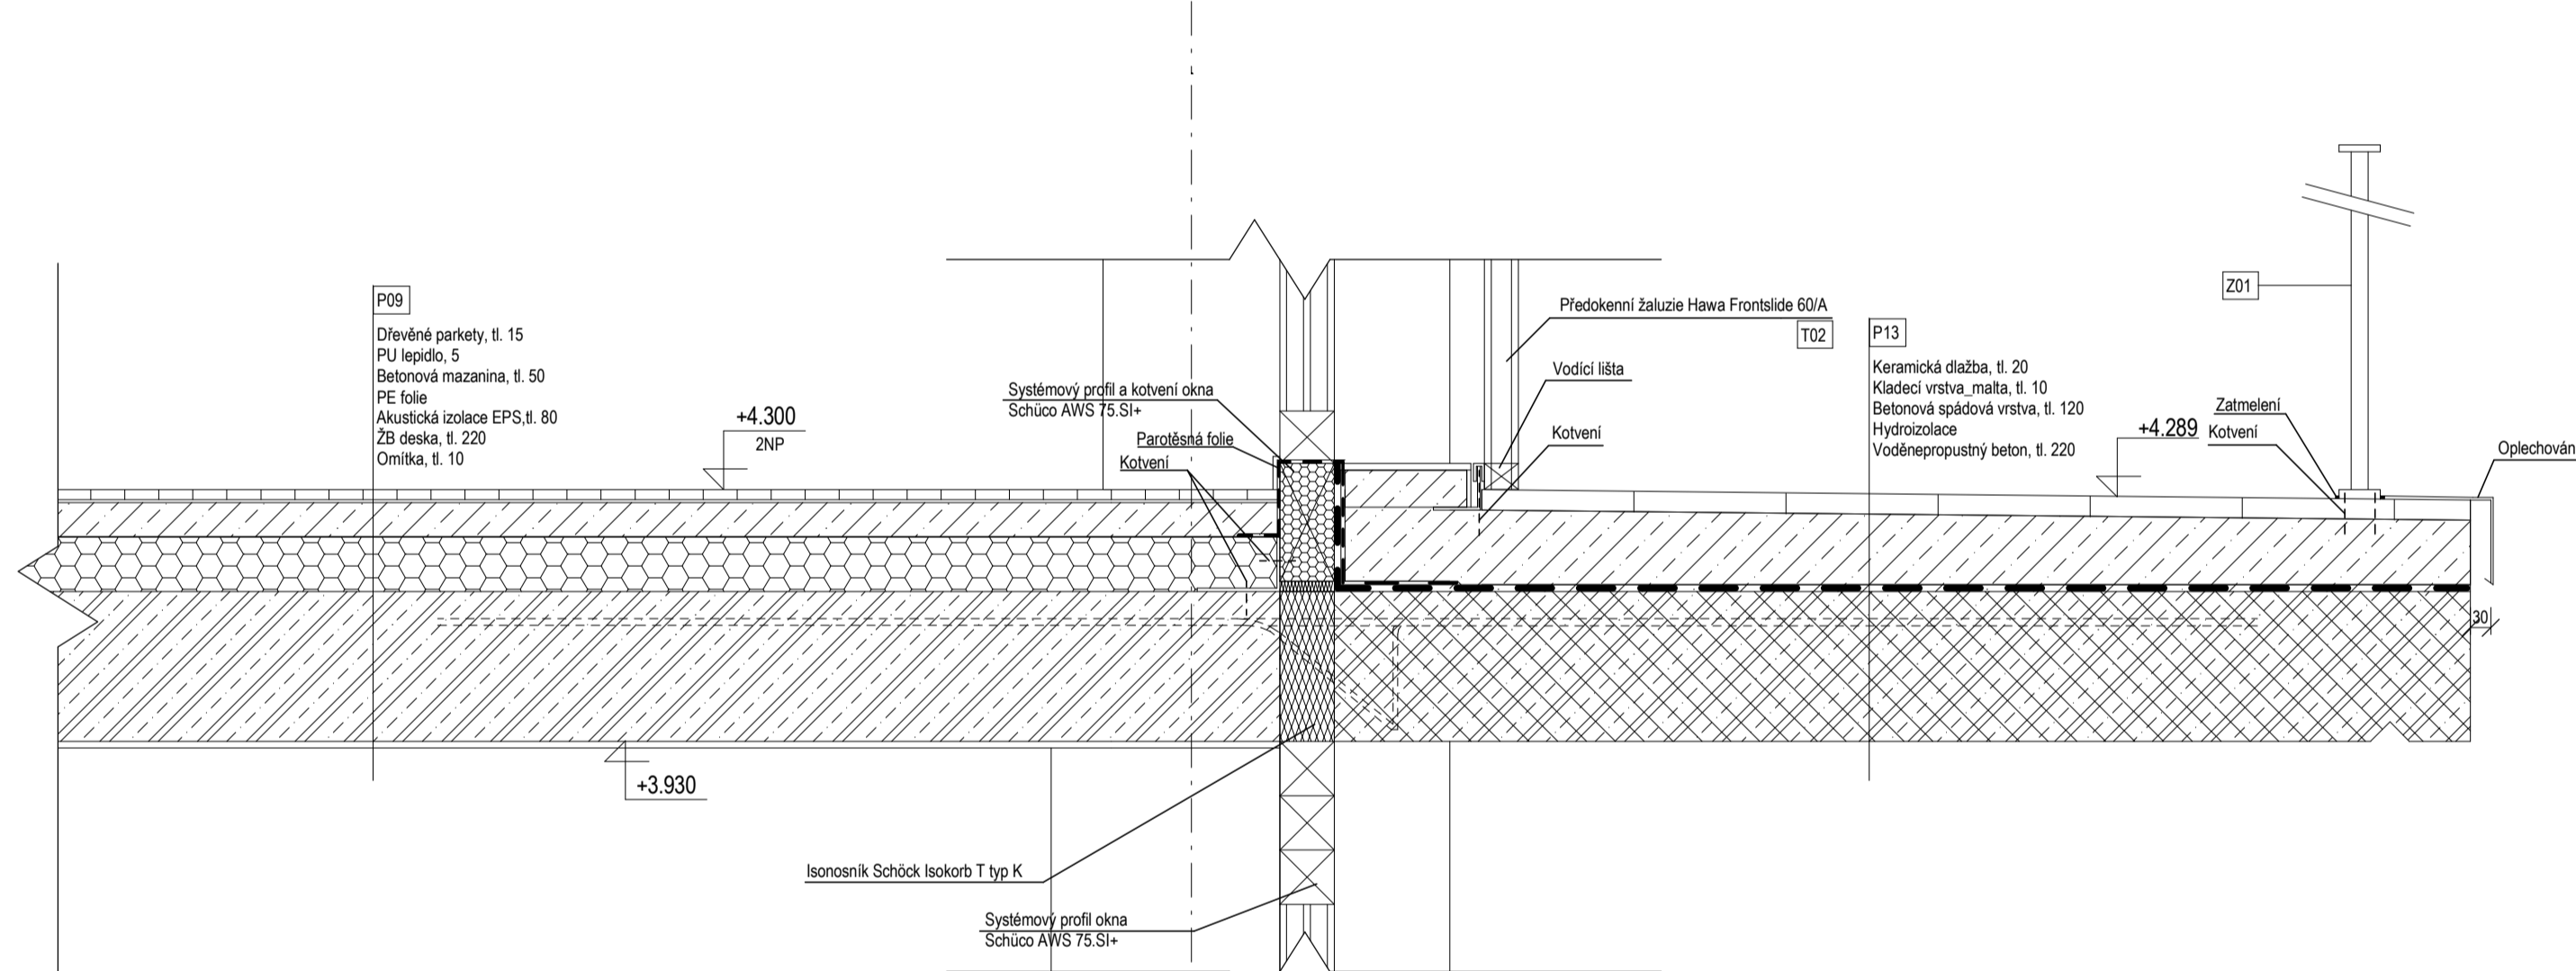 P09
Dřevěné parkety, tl. 15
PU lepidlo, 5
Betonová mazanina, tl. 50
PE folie
Akustická izolace EPS,tl. 80
ŽB deska, tl. 220
Omítka, tl. 10
+4.300
2NP
+3.930
Systémový profil a kotvení okna
Schüco AWS 75.SI+
Parotěsná folie
Kotvení
Isonosník Schöck Isokorb T typ K
Systémový profil okna
Schüco AWS 75.SI+
Předokenní žaluzie Hawa Frontslide 60/A
T02
Vodící lišta
Kotvení
P13
Keramická dlažba, tl. 20
Kladecí vrstva_malta, tl. 10
Betonová spádová vrstva, tl. 120
Hydroizolace
Voděnepropustný beton, tl. 220
+4.289
Z01
Zatmelení
Kotvení
Oplechován
30